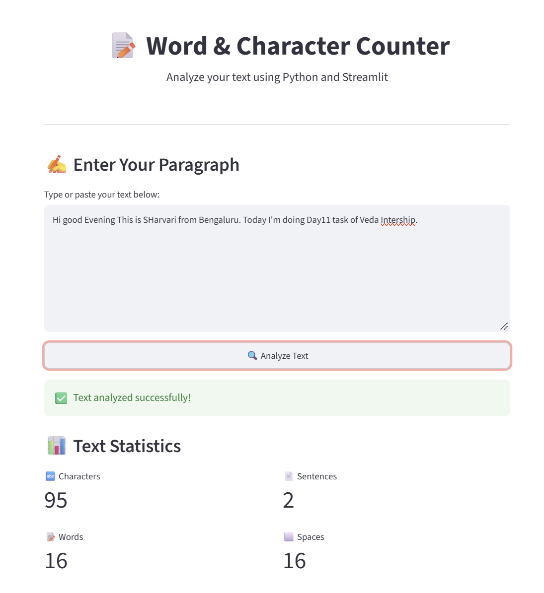 Word & Character Counter
Analyze your text using Python and Streamlit
Enter Your Paragraph
Type or paste your text below:
Hi good Evening This is SHarvari from Bengaluru. Today I'm doing Day11 task of Veda Intership.
Analyze Text
Text analyzed successfully!
Text Statistics
Characters
Sentences
95
2
Words
Spaces
16
16